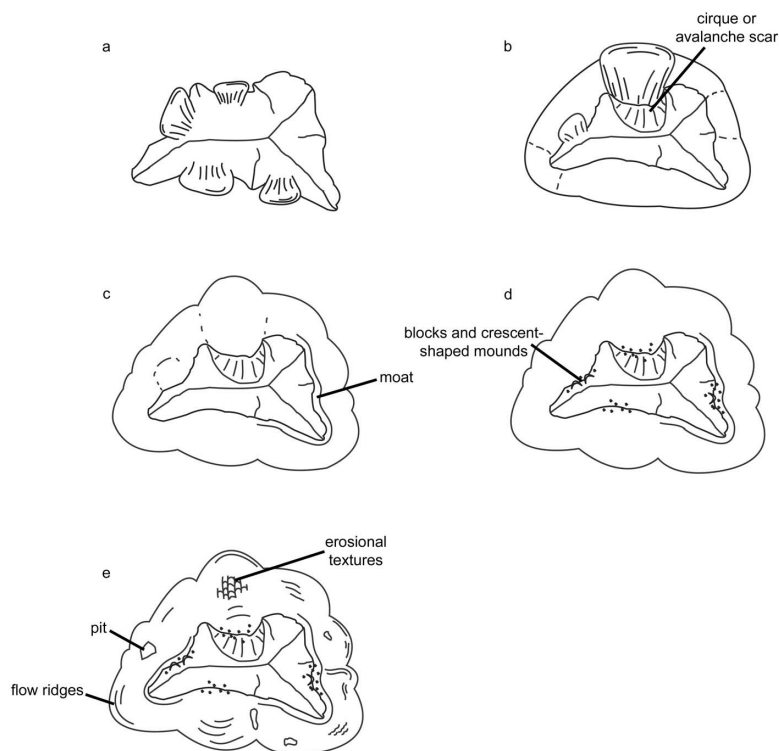 a
b
cirque or
avalanche scar
c
moat
d
blocks and crescent-
shaped mounds
e
erosional
textures
pit
flow ridges